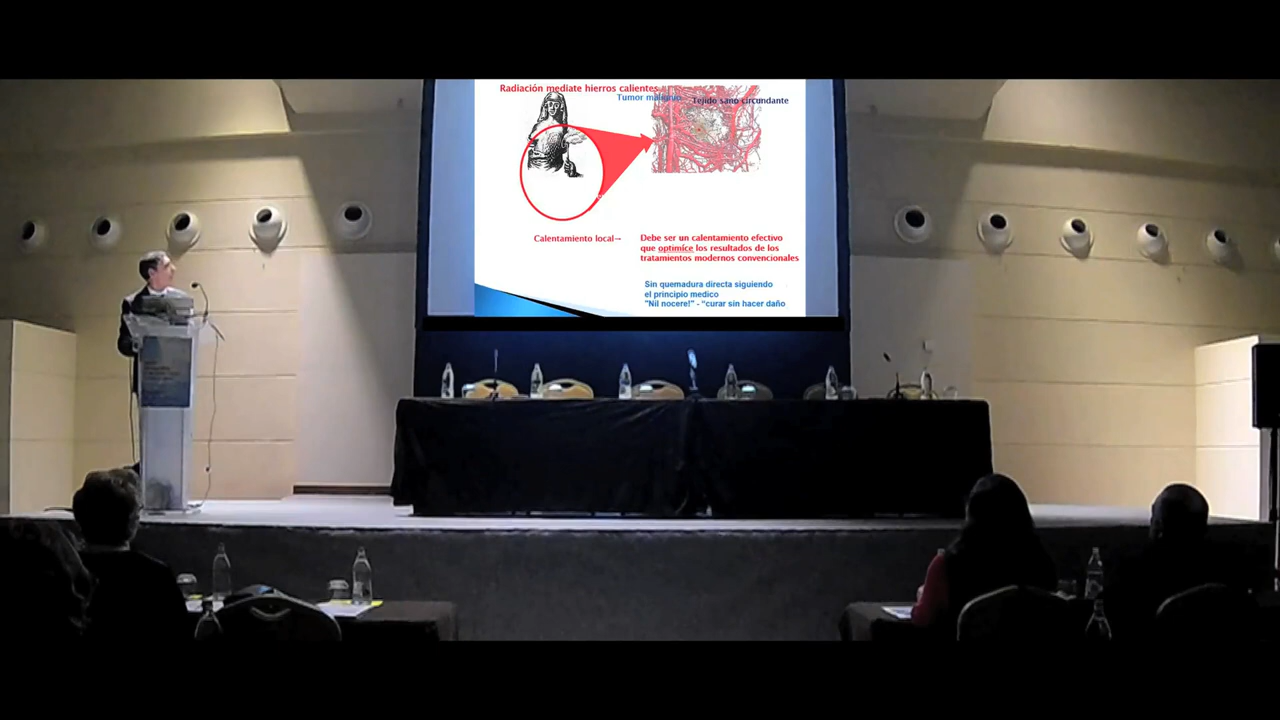 Radiación mediate hierros calientes
Tumor maligno
Tejido sano circundante
Calentamiento local→
Debe ser un calentamiento efectivo
que optimíce los resultados de los
tratamientos modernos convencionales
Sin quemadura directa siguiendo
el principio medico
"Nil nocere!" - "curar sin hacer daño